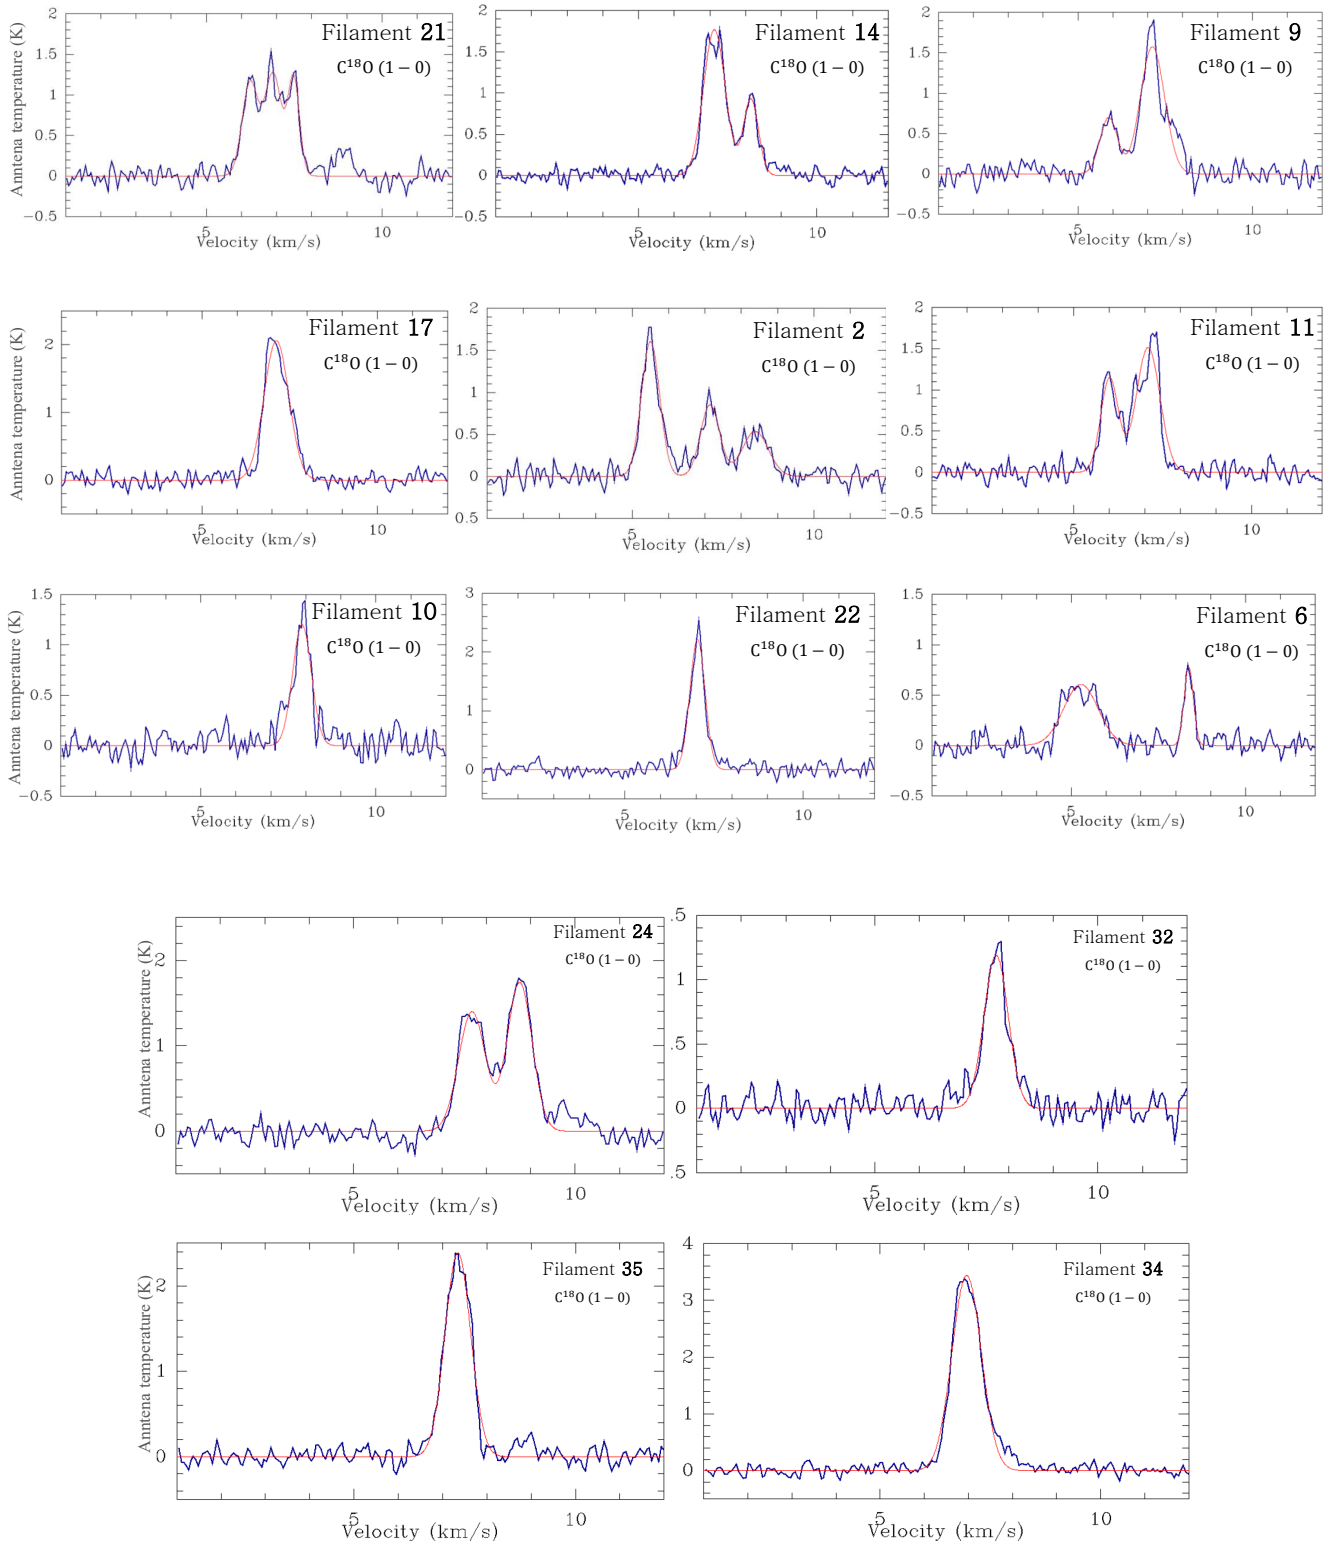 Filament 21
C¹⁸O (1 − 0)
Anntena temperature (K)
2
1.5
1
0.5
0
−0.5
5
10
Velocity (km/s)
Filament 14
C¹⁸O (1 − 0)
2
1.5
1
0.5
0
−0.5
5
10
Velocity (km/s)
Filament 9
C¹⁸O (1 − 0)
2
1.5
1
0.5
0
−0.5
5
10
Velocity (km/s)
Filament 17
C¹⁸O (1 − 0)
Anntena temperature (K)
2
1
0
5
10
Velocity (km/s)
Filament 2
C¹⁸O (1 − 0)
2
1.5
1
0.5
0
0.5
5
10
Velocity (km/s)
Filament 11
C¹⁸O (1 − 0)
2
1.5
1
0.5
0
−0.5
5
10
Velocity (km/s)
Filament 10
C¹⁸O (1 − 0)
Anntena temperature (K)
1.5
1
0.5
0
−0.5
5
10
Velocity (km/s)
Filament 22
C¹⁸O (1 − 0)
3
2
1
0
5
10
Velocity (km/s)
Filament 6
C¹⁸O (1 − 0)
1.5
1
0.5
0
−0.5
5
10
Velocity (km/s)
Filament 24
C¹⁸O (1 − 0)
Anntena temperature (K)
2
1
0
5
10
Velocity (km/s)
Filament 32
C¹⁸O (1 − 0)
.5
1
.5
0
.5
5
10
Velocity (km/s)
Filament 35
C¹⁸O (1 − 0)
Anntena temperature (K)
2
1
0
5
10
Velocity (km/s)
Filament 34
C¹⁸O (1 − 0)
4
3
2
1
0
5
10
Velocity (km/s)